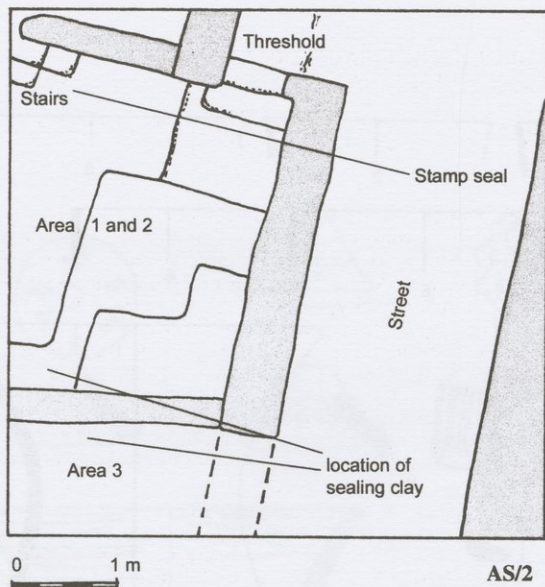 Threshold
Stairs
Stamp seal
Area 1 and 2
Street
location of
sealing clay
Area 3
0 1 m
AS/2